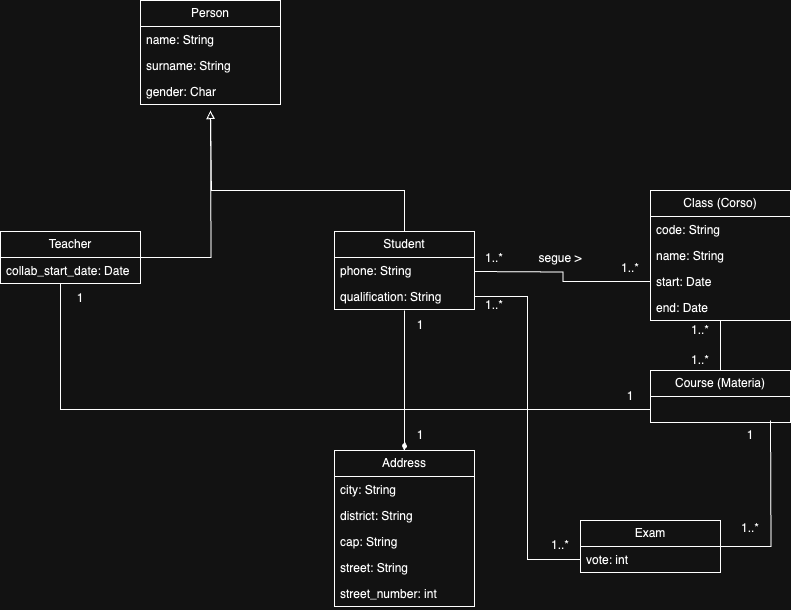 Person
name: String
surname: String
gender: Char
Teacher
collab_start_date: Date
1
Student
phone: String
qualification: String
1..*
segue >
1..*
1..*
1
Class (Corso)
code: String
name: String
start: Date
end: Date
1..*
1..*
Course (Materia)
1
1
1
Address
city: String
district: String
cap: String
street: String
street_number: int
1..*
1..*
Exam
vote: int